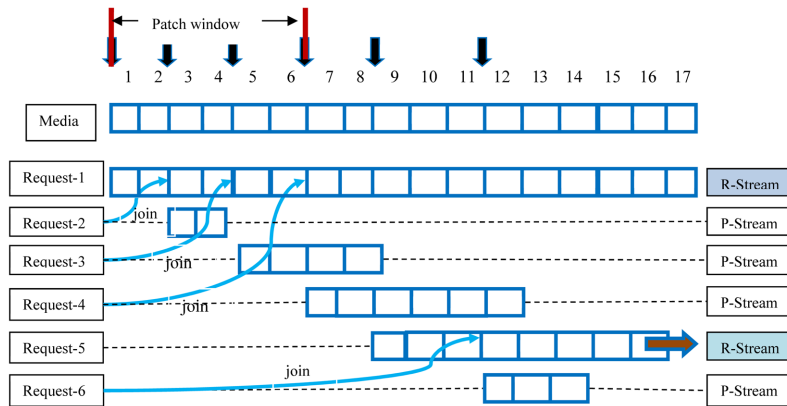 Patch window
1 2 3 4 5 6 7 8 9 10 11 12 13 14 15 16 17
Media
Request-1 R-Stream
Request-2 join P-Stream
Request-3 join P-Stream
Request-4 join P-Stream
Request-5 R-Stream
join
Request-6 P-Stream